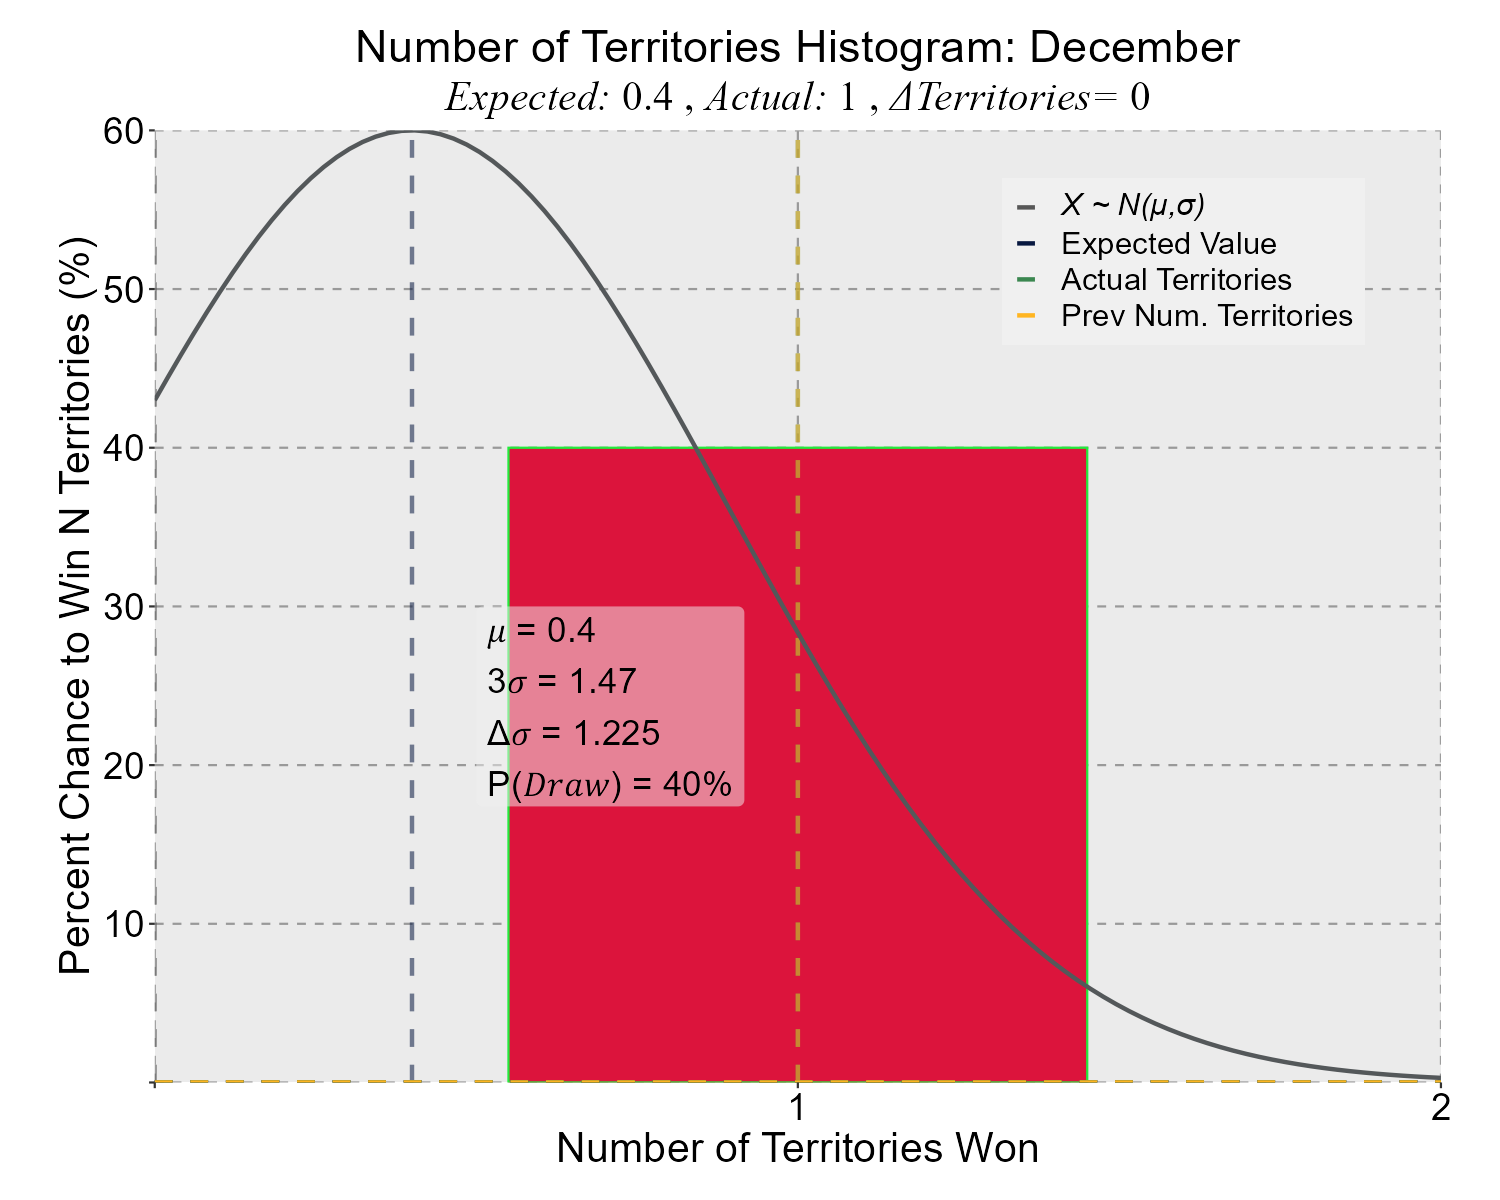 Number of Territories Histogram: December
Expected: 0.4 , Actual: 1 , ΔTerritories= 0
Percent Chance to Win N Territories (%)
60
50
40
30
20
10
X ~ N(μ,σ)
Expected Value
Actual Territories
Prev Num. Territories
μ = 0.4
3σ = 1.47
Δσ = 1.225
P(Draw) = 40%
1
2
Number of Territories Won